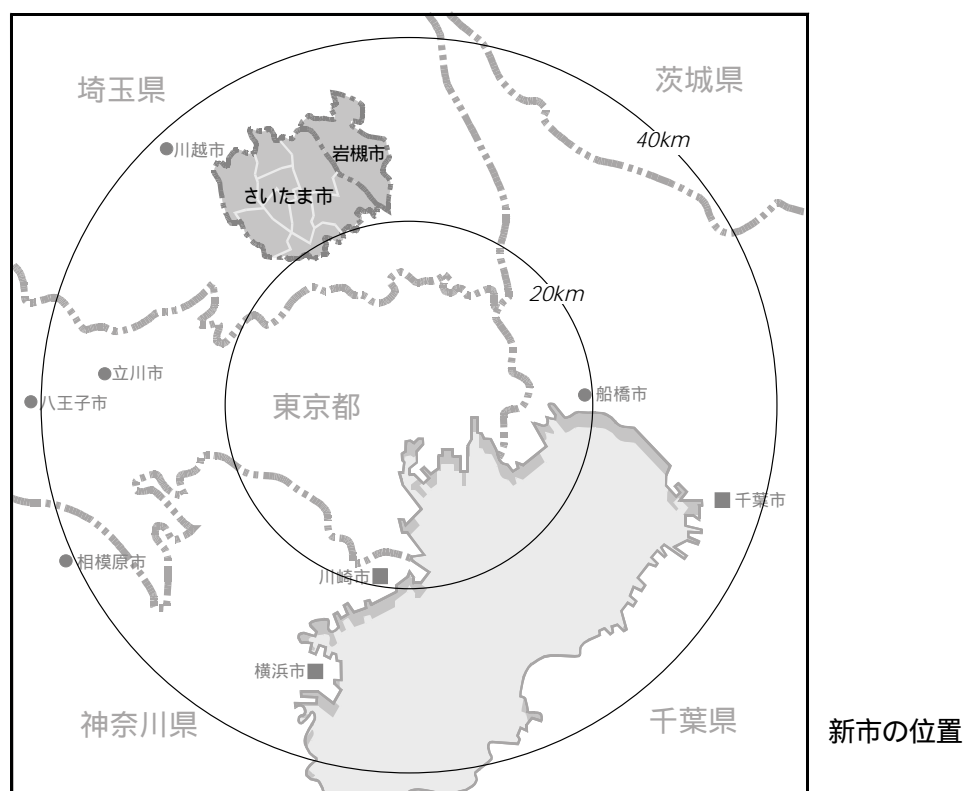 埼玉県
茨城県
40km
川越市
岩槻市
さいたま市
20km
立川市
八王子市
東京都
船橋市
千葉市
相模原市
川崎市
横浜市
神奈川県
千葉県
新市の位置